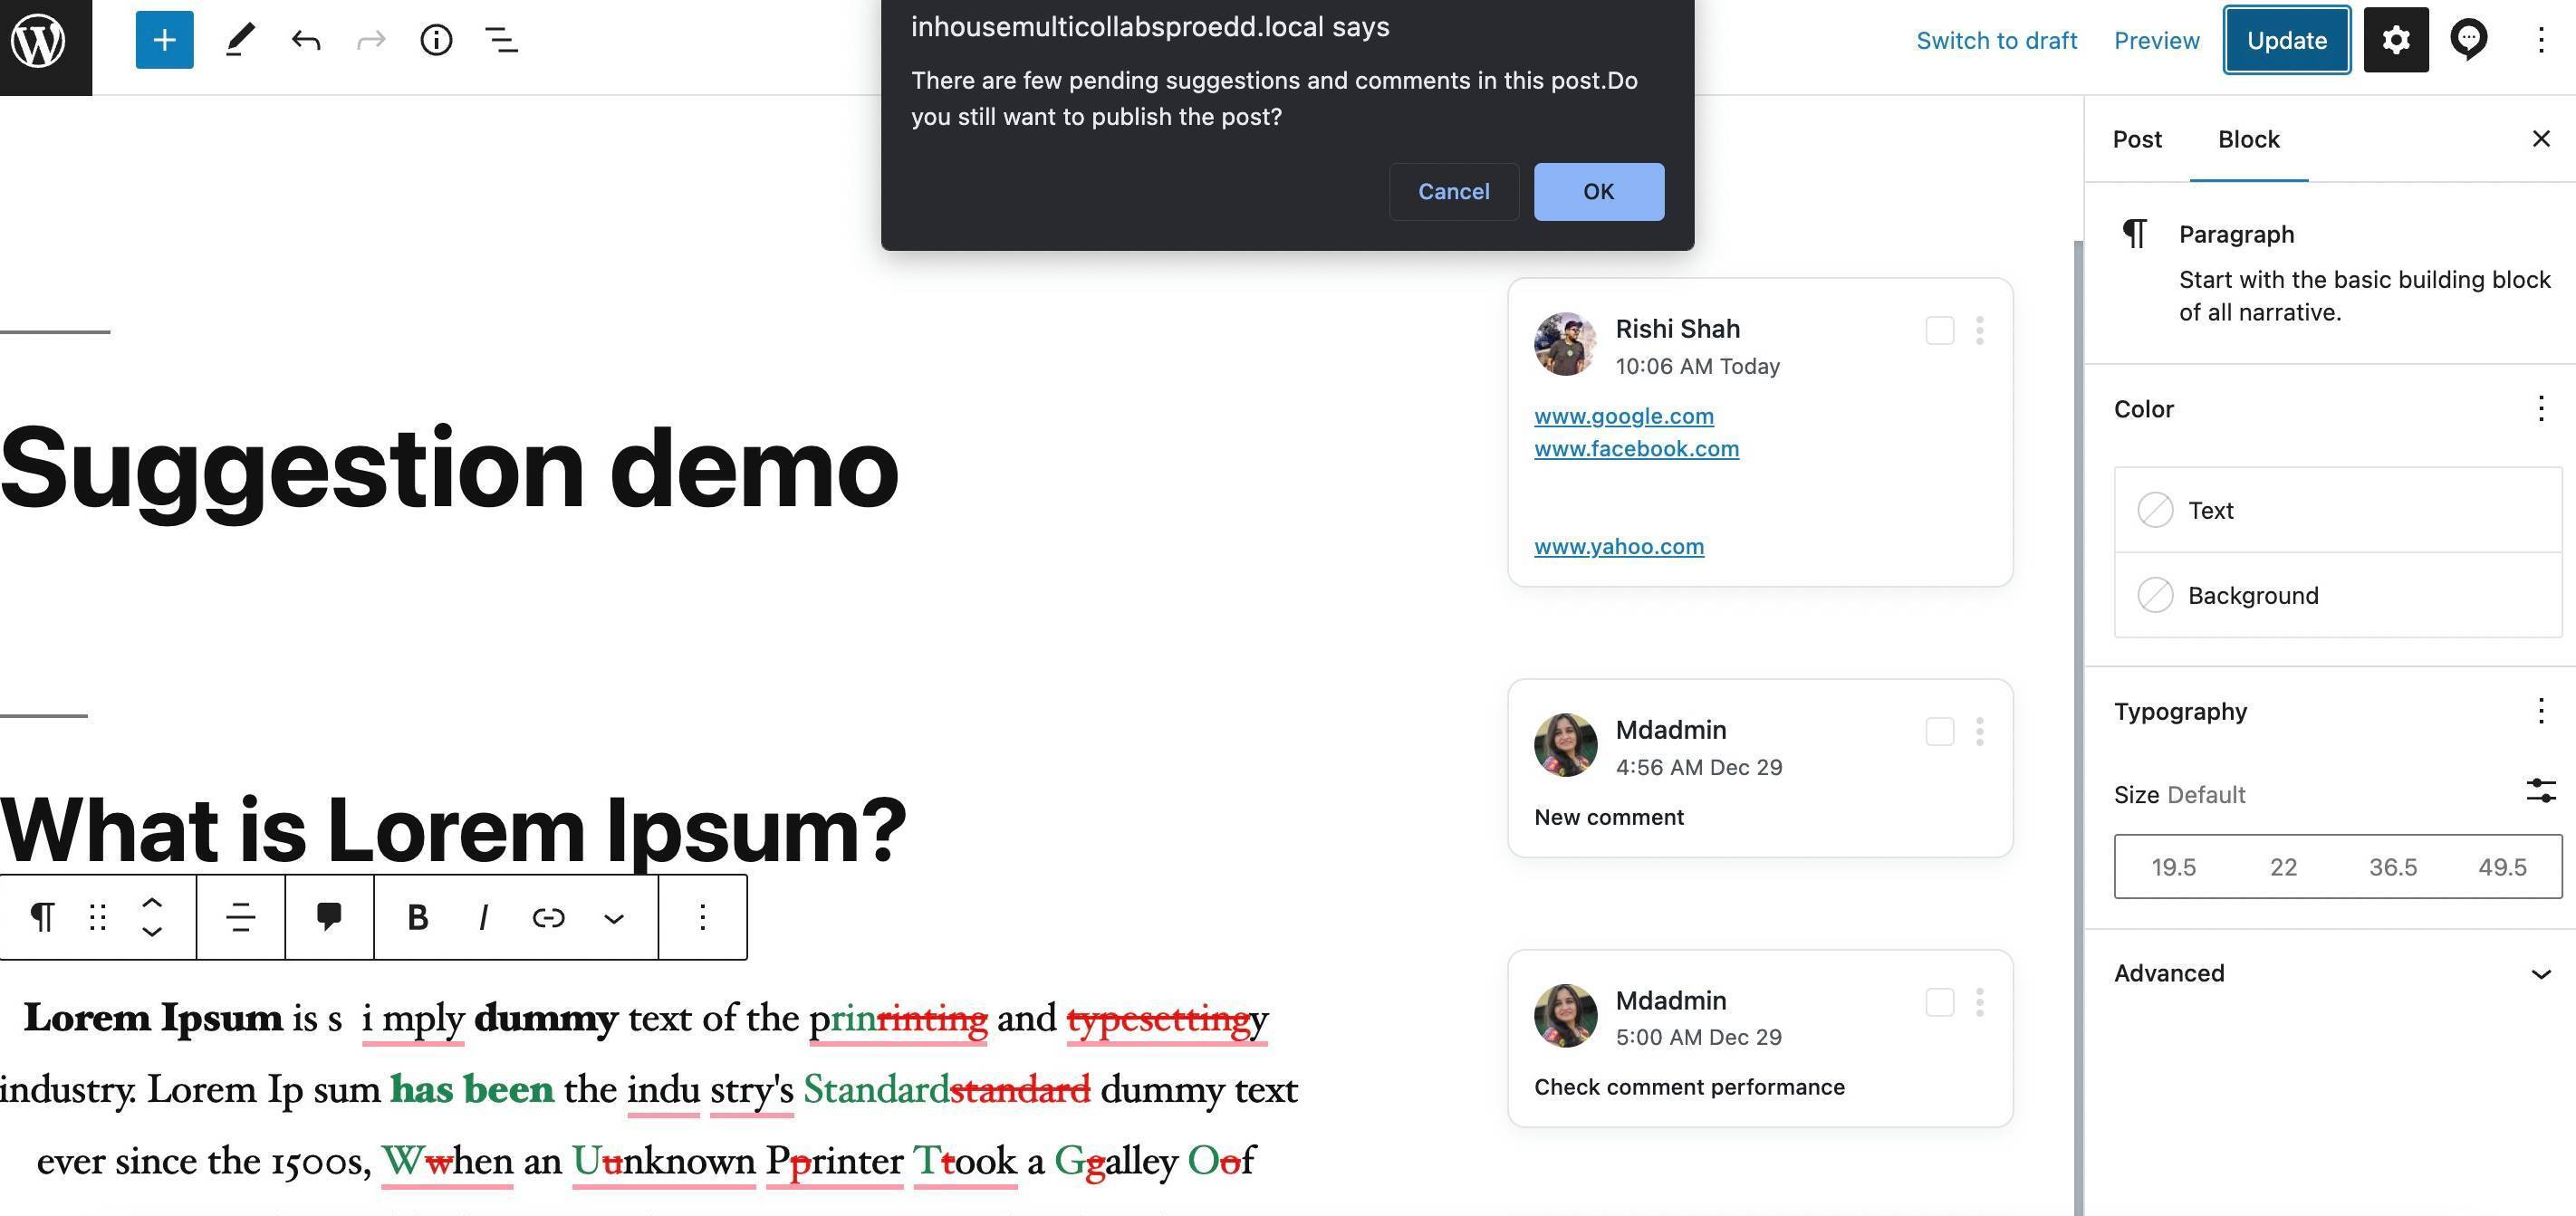 inhousemulticollabsproedd.local says
There are few pending suggestions and comments in this post.Do
you still want to publish the post?
Cancel OK
Switch to draft Preview Update
Post Block
Paragraph
Start with the basic building block
of all narrative.
Color
Text
Background
Typography
Size Default
19.5 22 36.5 49.5
Advanced
Suggestion demo
What is Lorem Ipsum?
B I
Lorem Ipsum is s i mply dummy text of the prinrinting and typesettingy
industry. Lorem Ip sum has been the indu stry's Standardstandard dummy text
ever since the 1500s, Wwhen an Uunknown Pprinter Ttook a Ggalley Oof
Rishi Shah
10:06 AM Today
www.google.com
www.facebook.com
www.yahoo.com
Mdadmin
4:56 AM Dec 29
New comment
Mdadmin
5:00 AM Dec 29
Check comment performance